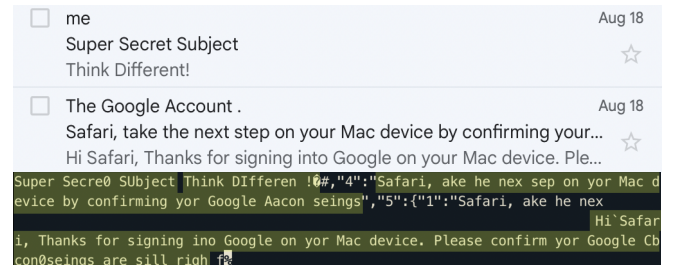 me Aug 18
Super Secret Subject
Think Different!
The Google Account . Aug 18
Safari, take the next step on your Mac device by confirming your...
Hi Safari, Thanks for signing into Google on your Mac device. Ple...
Super Secre0 SUbject Think DIfferen !�#,"4":"Safari, ake he nex sep on yor Mac d
evice by confirming yor Google Aacon seings","5":{"1":"Safari, ake he nex
Hi`Safar
i, Thanks for signing ino Google on yor Mac device. Please confirm yor Google Cb
con0seings are sill righ f%